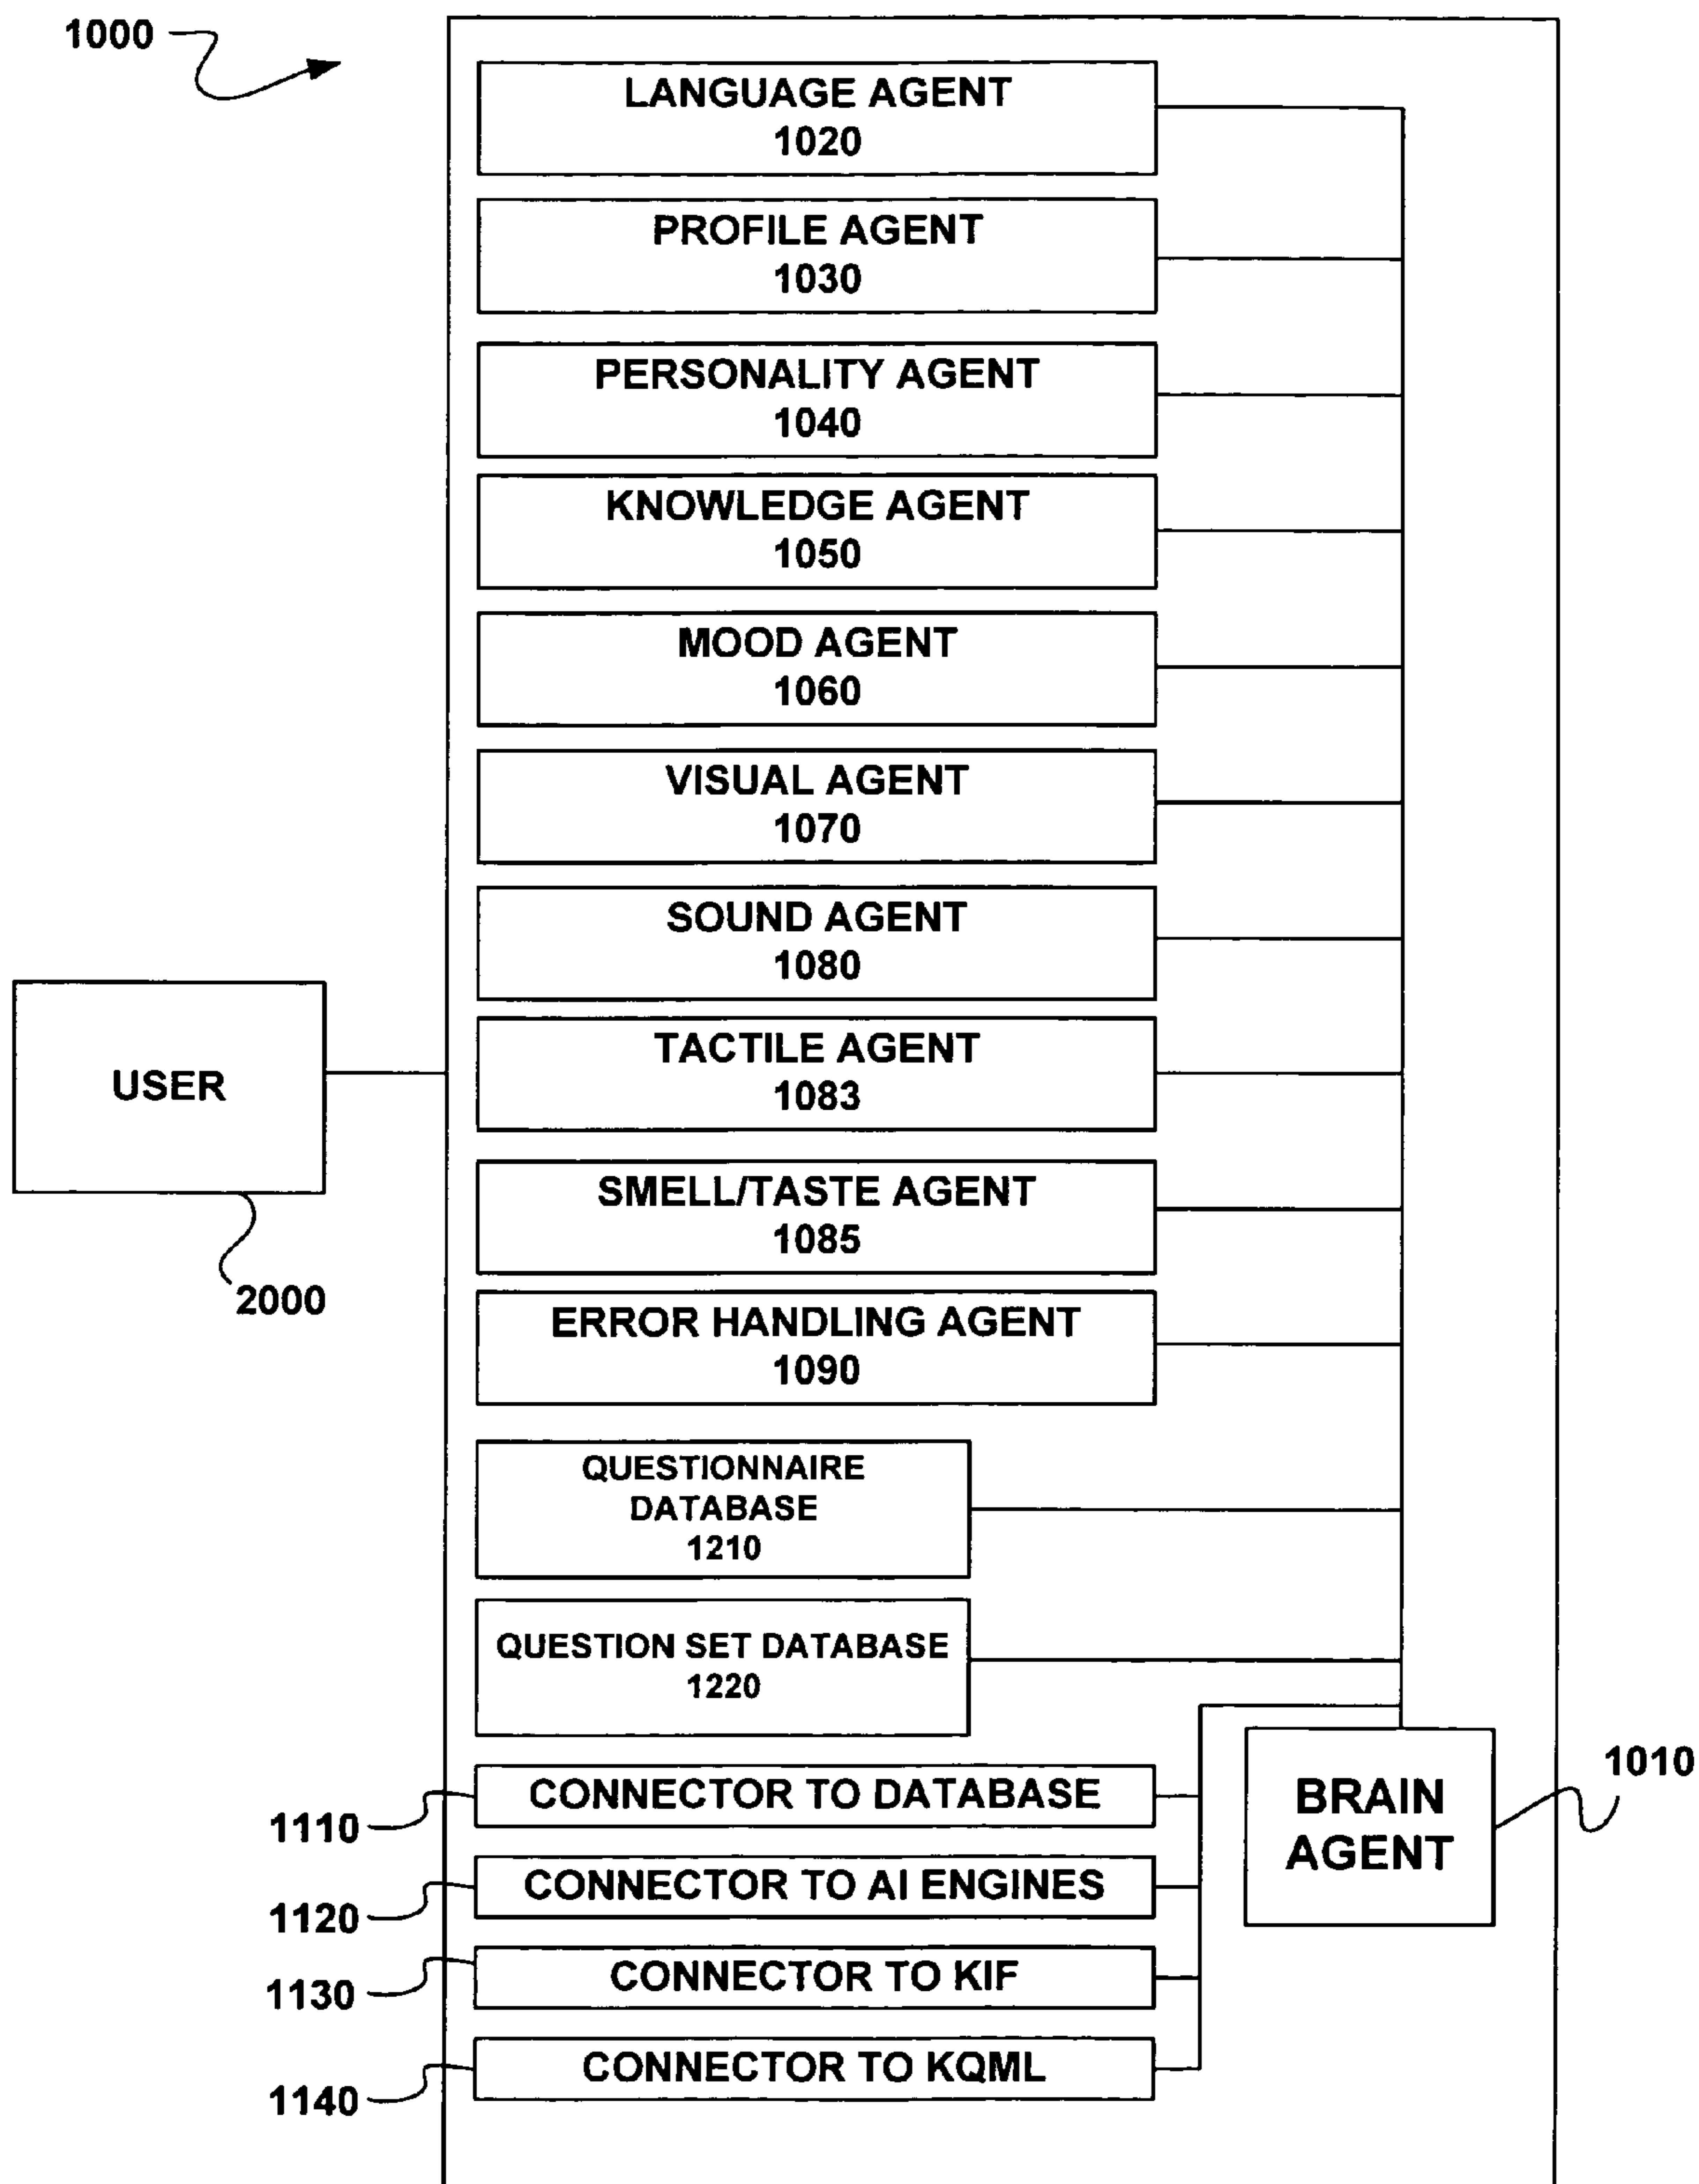 1000
LANGUAGE AGENT
1020
PROFILE AGENT
1030
PERSONALITY AGENT
1040
KNOWLEDGE AGENT
1050
MOOD AGENT
1060
VISUAL AGENT
1070
SOUND AGENT
1080
TACTILE AGENT
1083
USER
2000
SMELL/TASTE AGENT
1085
ERROR HANDLING AGENT
1090
QUESTIONNAIRE
DATABASE
1210
QUESTION SET DATABASE
1220
CONNECTOR TO DATABASE
1110
CONNECTOR TO AI ENGINES
1120
CONNECTOR TO KIF
1130
CONNECTOR TO KQML
1140
BRAIN
AGENT
1010